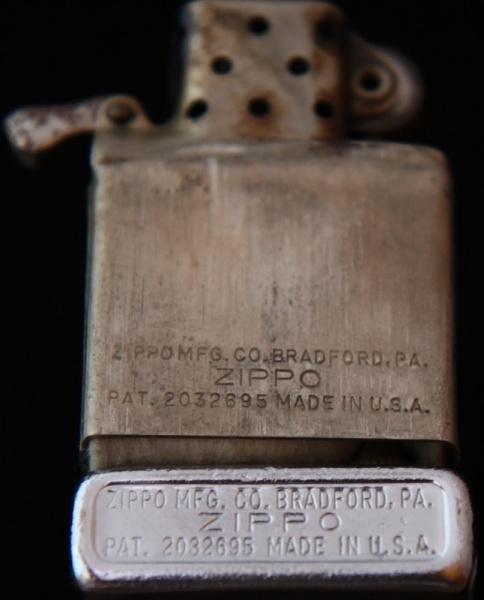 ZIPPO MFG. CO. BRADFORD, PA.
ZIPPO
PAT. 2032695 MADE IN U.S.A.
ZIPPO MFG. CO. BRADFORD, PA.
ZIPPO
PAT. 2032695 MADE IN U.S.A.